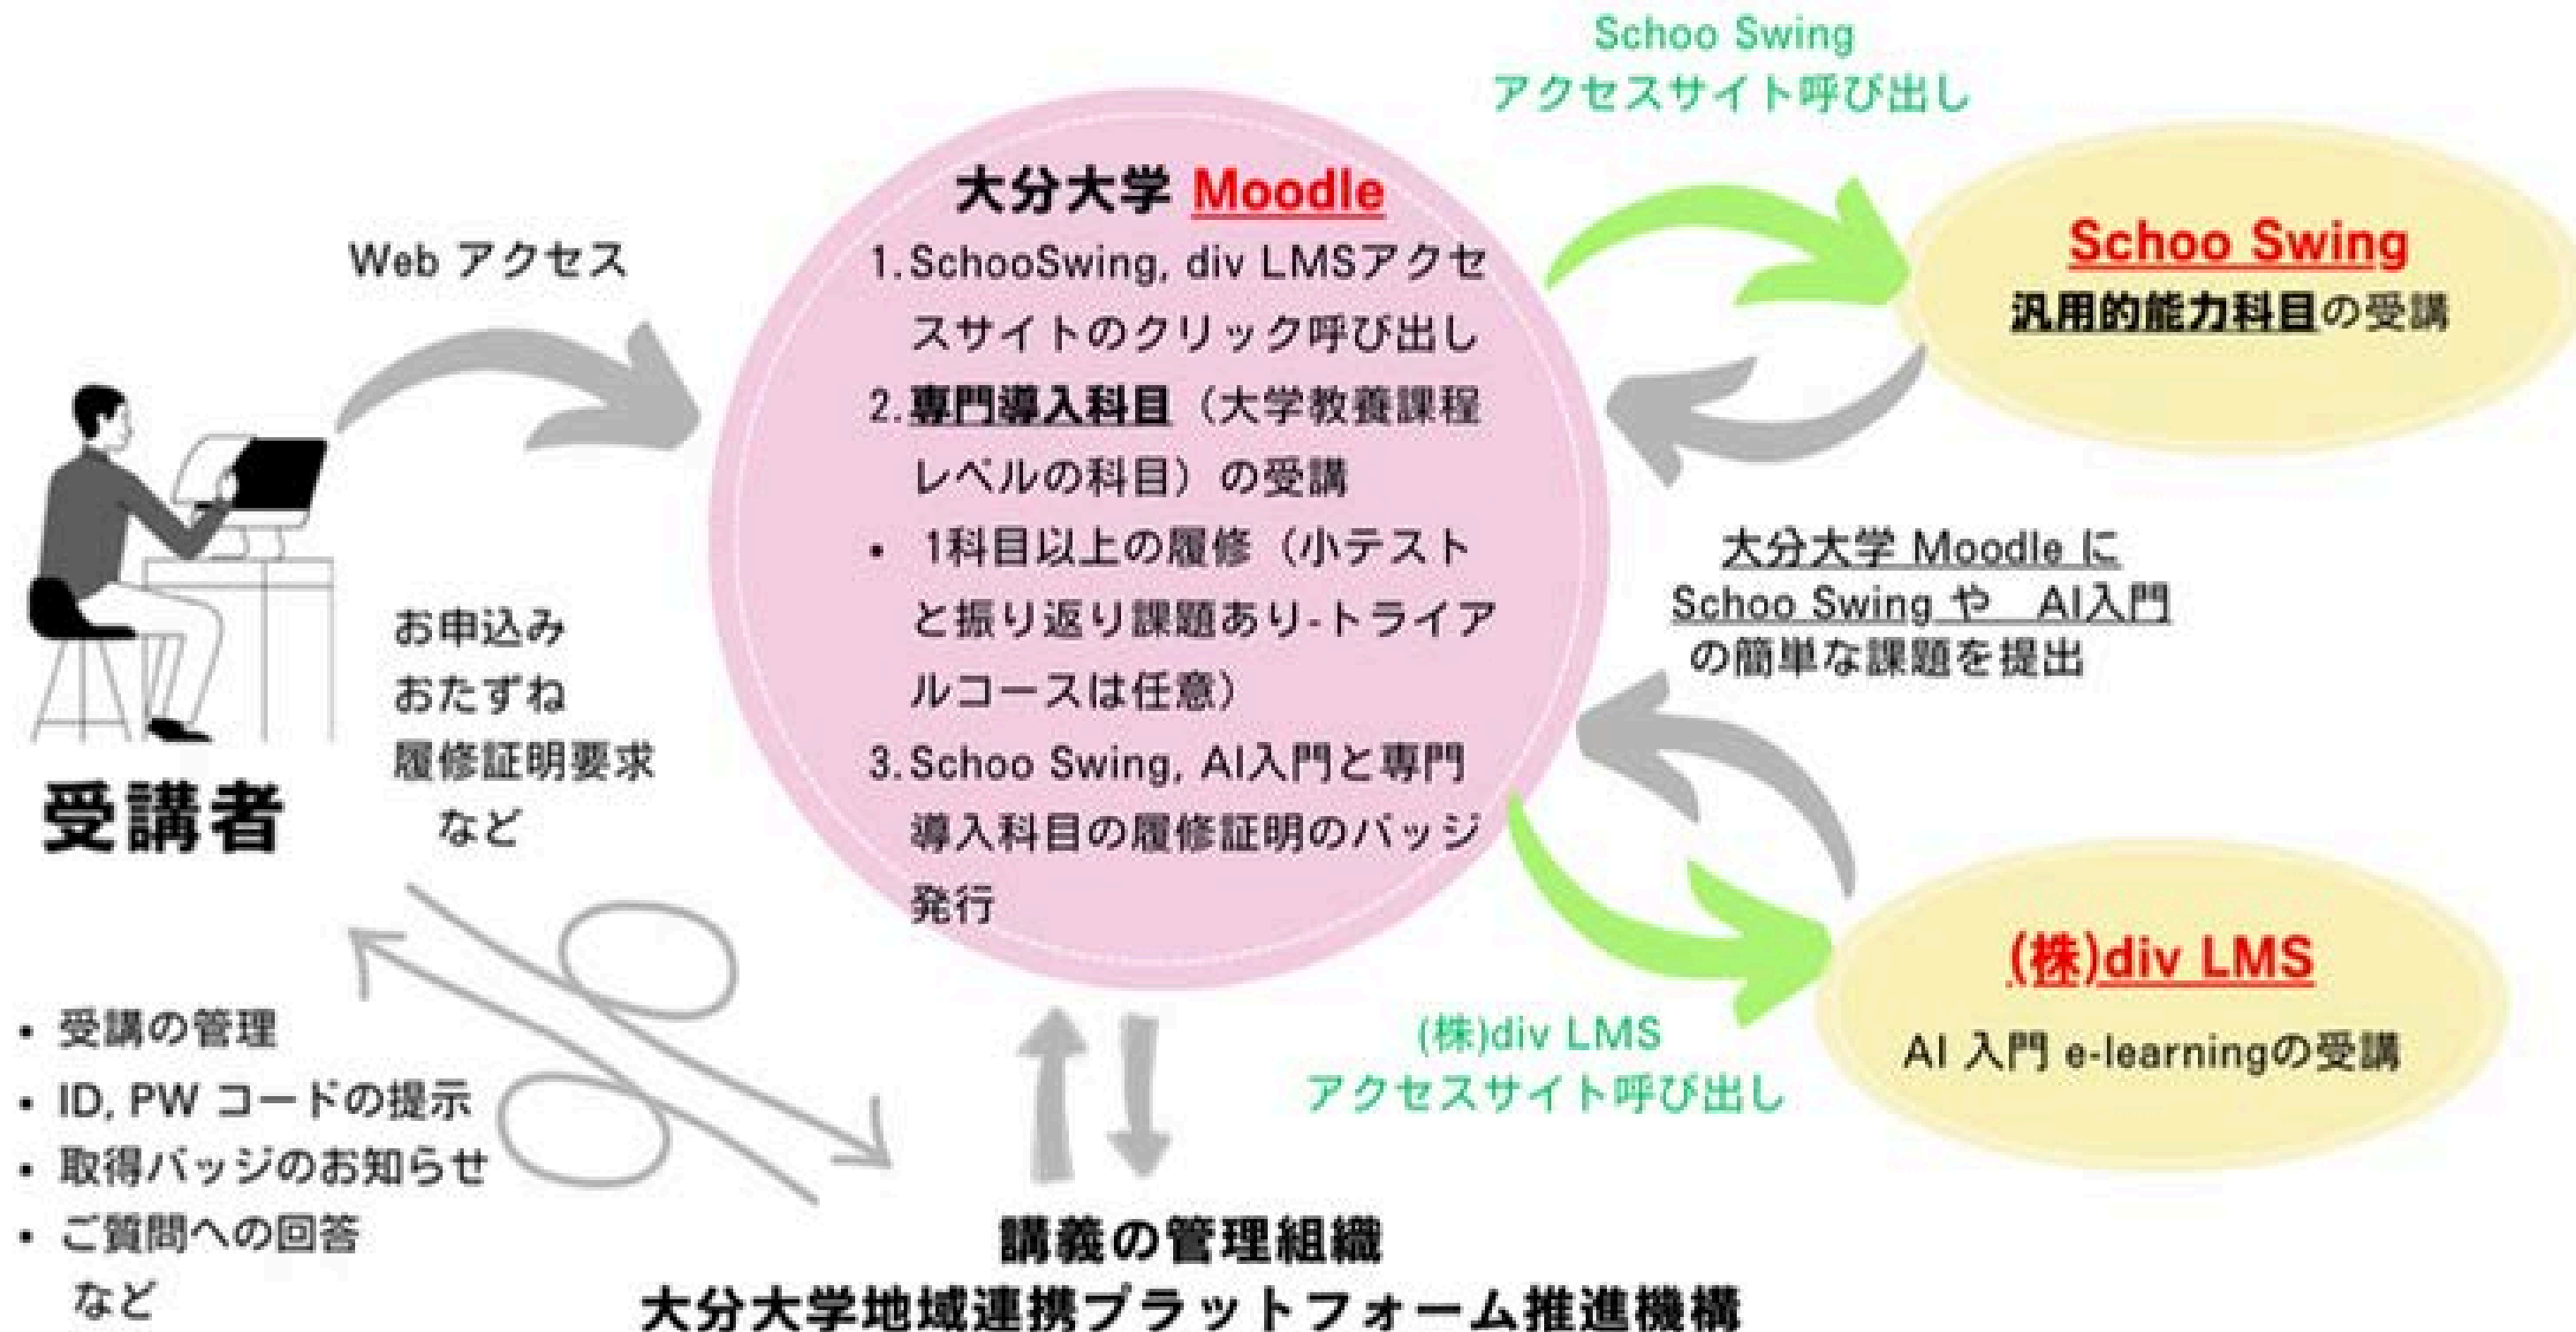 Web アクセス
受講者
お申込み
おたずね
履修証明要求
など
• 受講の管理
• ID, PW コードの提示
• 取得バッジのお知らせ
• ご質問への回答
など
大分大学 Moodle
1.SchooSwing, div LMSアクセ
スサイトのクリック呼び出し
2.専門導入科目（大学教養課程
レベルの科目）の受講
• 1科目以上の履修（小テスト
と振り返り課題あり-トライア
ルコースは任意）
3.Schoo Swing, AI入門と専門
導入科目の履修証明のバッジ
発行
Schoo Swing
アクセスサイト呼び出し
Schoo Swing
汎用的能力科目の受講
大分大学 Moodle に
Schoo Swing や　AI入門
の簡単な課題を提出
(株)div LMS
AI 入門 e-learningの受講
(株)div LMS
アクセスサイト呼び出し
講義の管理組織
大分大学地域連携プラットフォーム推進機構